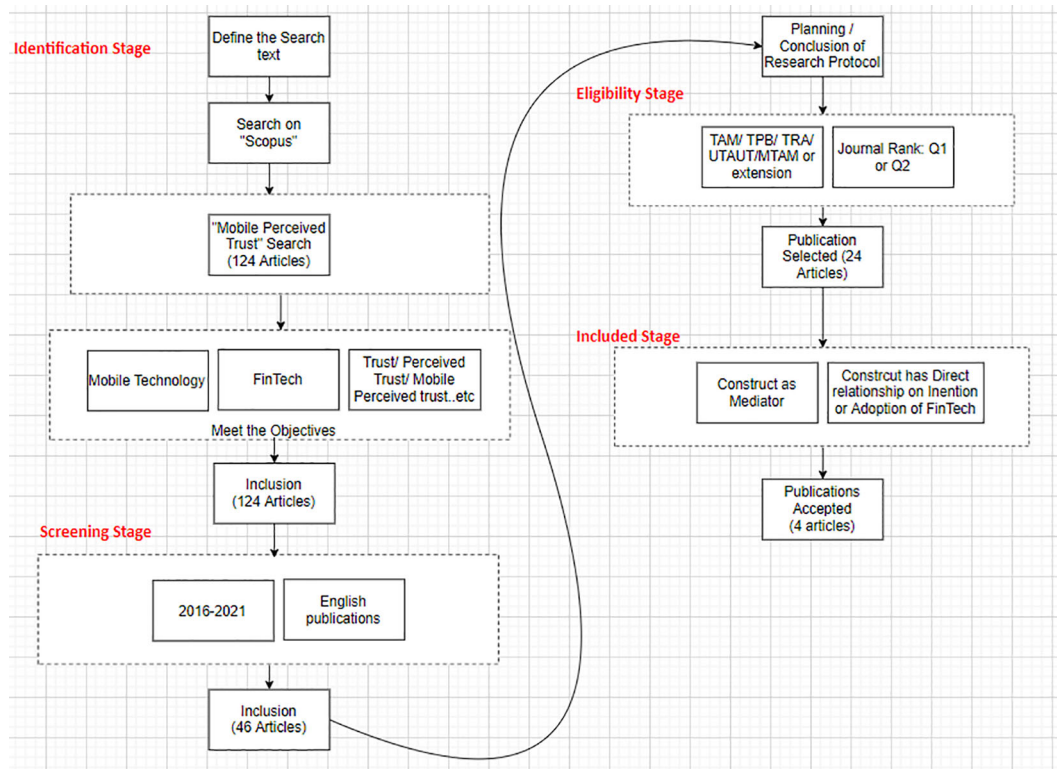 Identification Stage
Define the Search
text
Search on
"Scopus"
"Mobile Perceived
Trust" Search
(124 Articles)
Mobile Technology
FinTech
Trust/ Perceived
Trust/ Mobile
Perceived trust..etc
Meet the Objectives
Inclusion
(124 Articles)
Screening Stage
2016-2021
English
publications
Inclusion
(46 Articles)
Planning /
Conclusion of
Research Protocol
Eligibility Stage
TAM/ TPB/ TRA/
UTAUT/MTAM or
extension
Journal Rank: Q1
or Q2
Publication
Selected (24
Articles)
Included Stage
Construct as
Mediator
Constrcut has Direct
relationship on Inention
or Adoption of FinTech
Publications
Accepted
(4 articles)